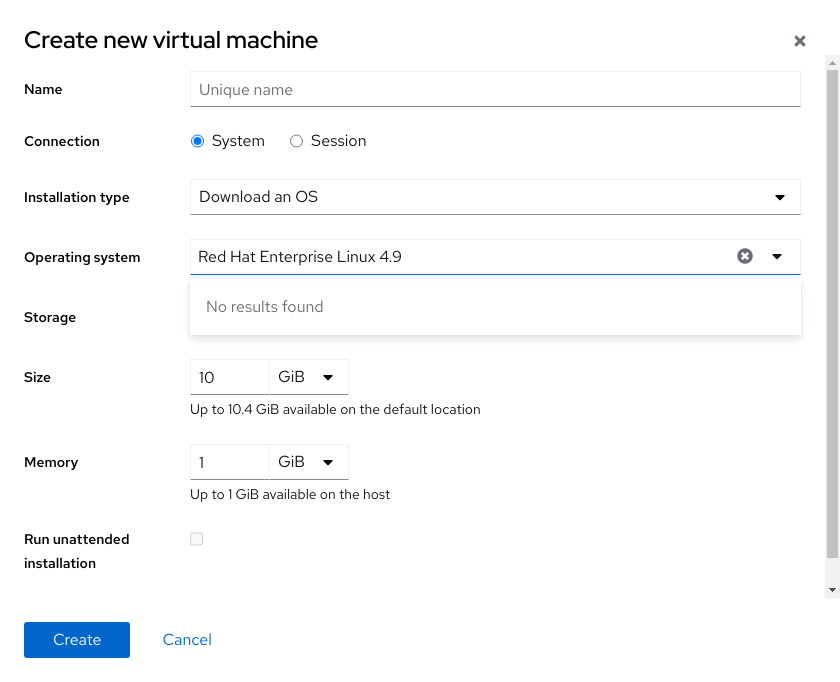 Create new virtual machine
Name
Unique name
Connection
System
Session
Installation type
Download an OS
Operating system
Red Hat Enterprise Linux 4.9
No results found
Storage
Size
10
GiB
Up to 10.4 GiB available on the default location
Memory
1
GiB
Up to 1 GiB available on the host
Run unattended
installation
Create
Cancel